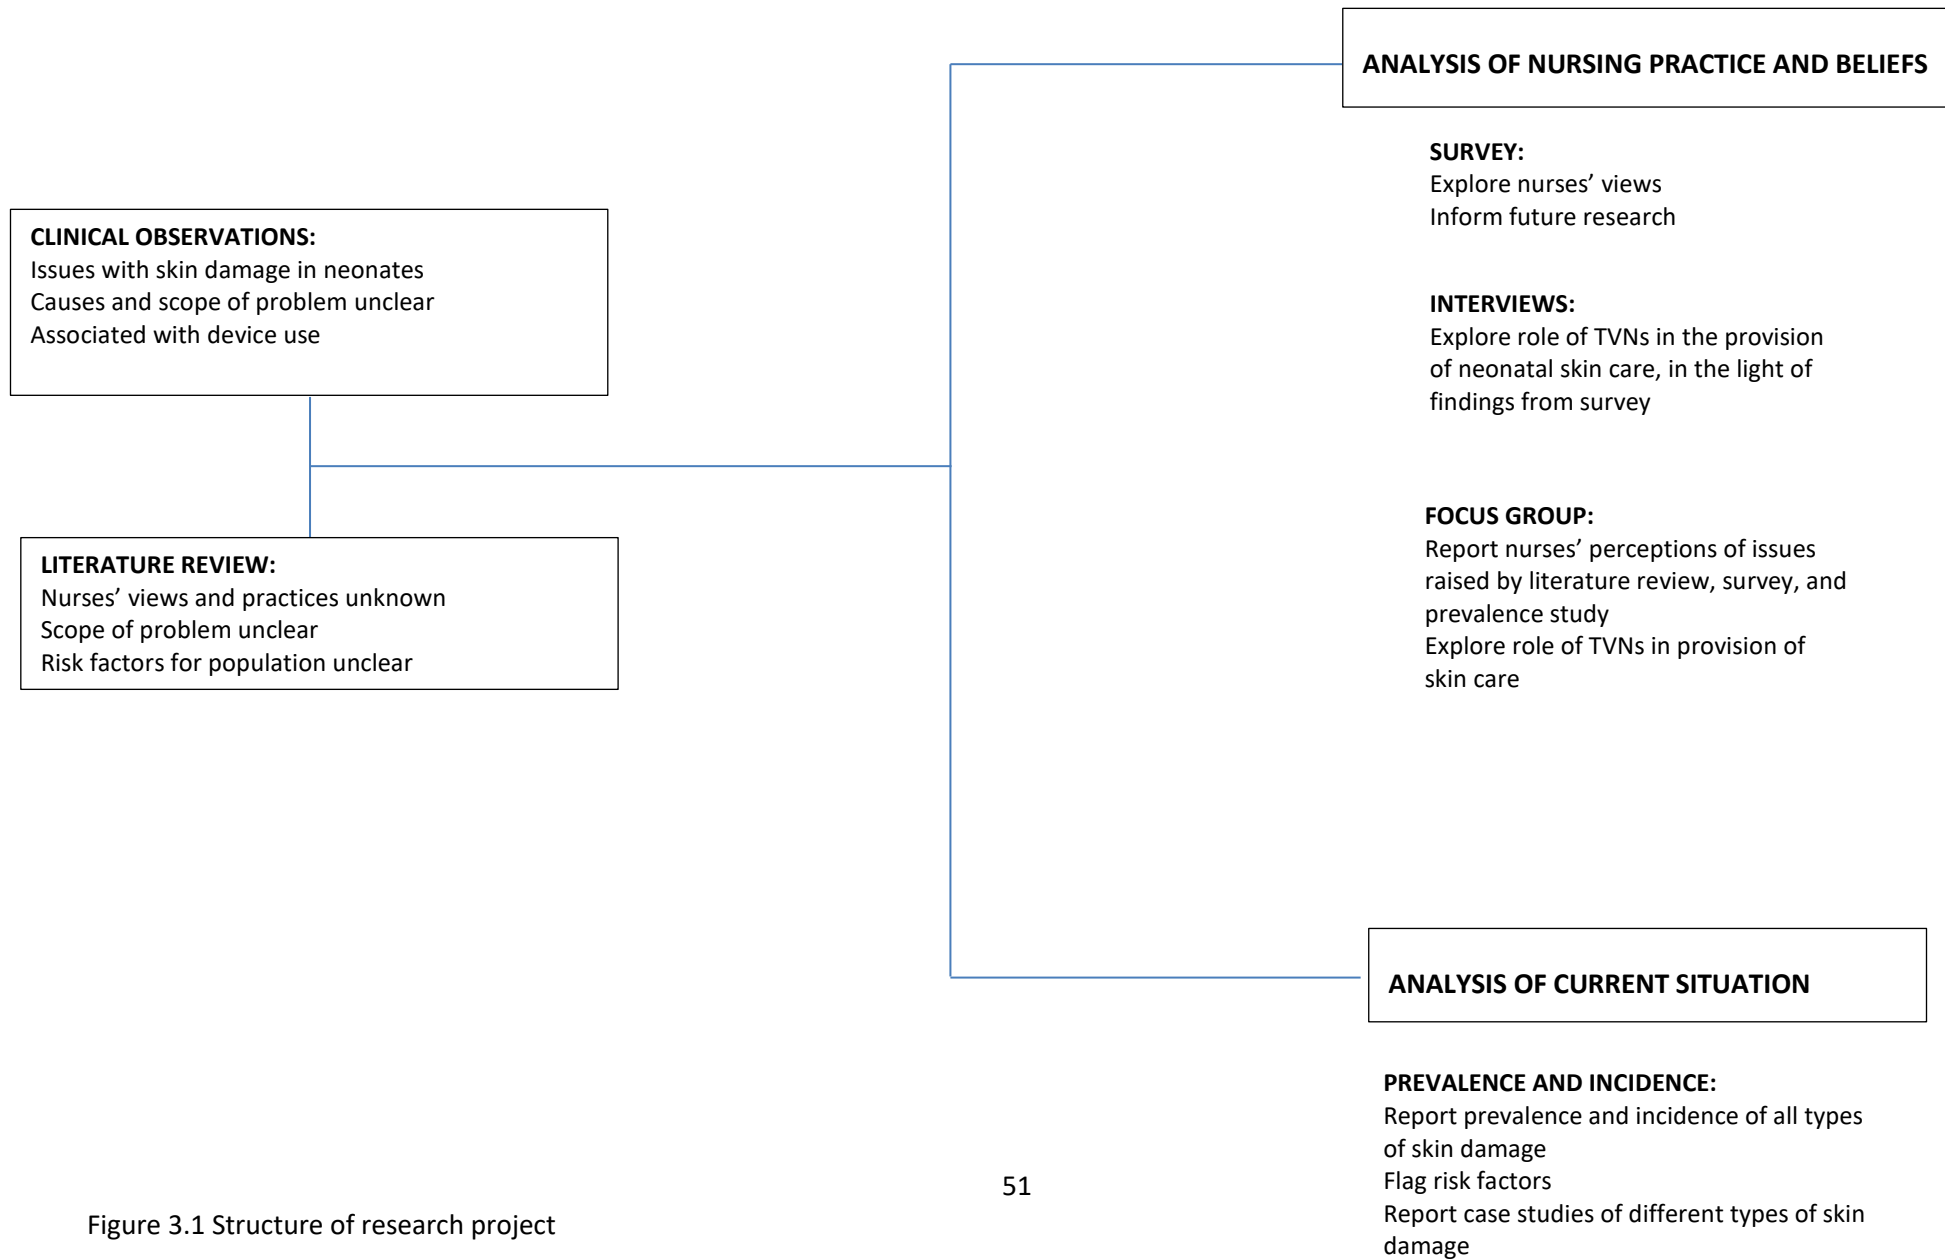 CLINICAL OBSERVATIONS:
Issues with skin damage in neonates
Causes and scope of problem unclear
Associated with device use
LITERATURE REVIEW:
Nurses’ views and practices unknown
Scope of problem unclear
Risk factors for population unclear
ANALYSIS OF NURSING PRACTICE AND BELIEFS
SURVEY:
Explore nurses’ views
Inform future research
INTERVIEWS:
Explore role of TVNs in the provision
of neonatal skin care, in the light of
findings from survey
FOCUS GROUP:
Report nurses’ perceptions of issues
raised by literature review, survey, and
prevalence study
Explore role of TVNs in provision of
skin care
ANALYSIS OF CURRENT SITUATION
PREVALENCE AND INCIDENCE:
Report prevalence and incidence of all types
of skin damage
Flag risk factors
Report case studies of different types of skin
damage
51
Figure 3.1 Structure of research project